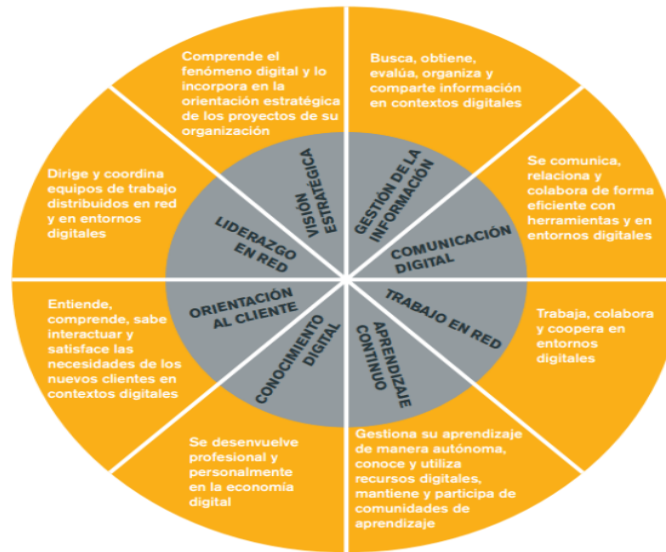 Comprende el
fenómeno digital y lo
incorpora en la
orientación estratégica
de los proyectos de su
organización
VISIÓN
ESTRATÉGICA
Busca, obtiene,
evalúa, organiza y
comparte información
en contextos digitales
GESTIÓN DE LA
INFORMACIÓN
Se comunica,
relaciona y
colabora de forma
eficiente con
herramientas y en
entornos digitales
COMUNICACIÓN
DIGITAL
Trabaja, colabora
y coopera en
entornos
digitales
TRABAJO EN RED
Gestiona su aprendizaje
de manera autónoma,
conoce y utiliza
recursos digitales,
mantiene y participa de
comunidades de
aprendizaje
APRENDIZAJE
CONTINUO
Se desenvuelve
profesional y
personalmente
en la economía
digital
CONOCIMIENTO
DIGITAL
Entiende,
comprende, sabe
interactuar y
satisface las
necesidades de los
nuevos clientes en
contextos digitales
ORIENTACIÓN
AL CLIENTE
Dirige y coordina
equipos de trabajo
distribuidos en red
y en entornos
digitales
LIDERAZGO
EN RED